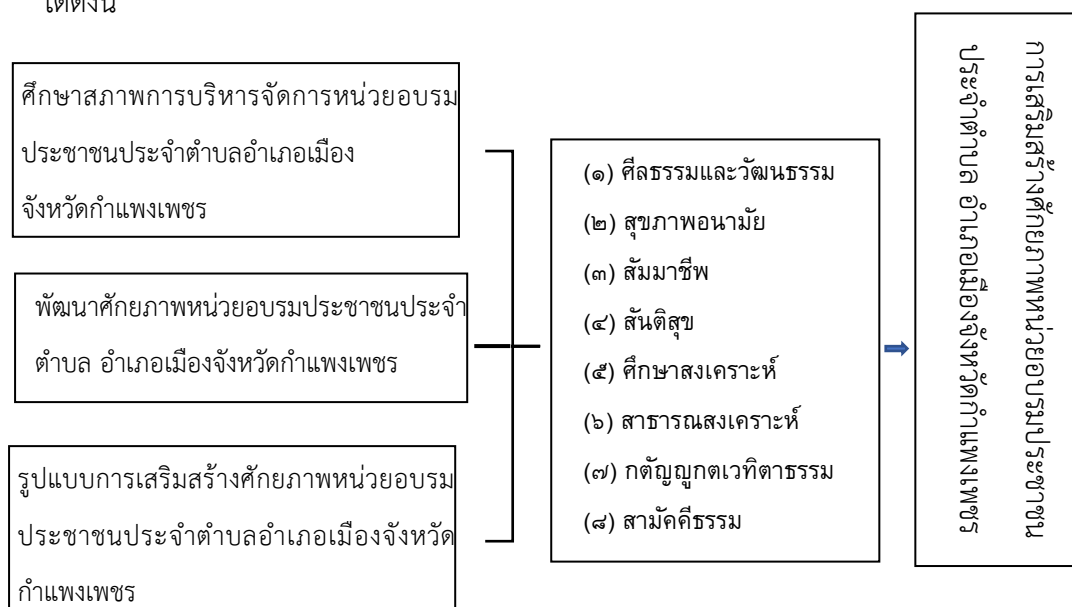 ได้ดังนี้
ศึกษาสภาพการบริหารจัดการหน่วยอบรม
ประชาชนประจำตำบลอำเภอเมือง
จังหวัดกำแพงเพชร
พัฒนาศักยภาพหน่วยอบรมประชาชนประจำ
ตำบล อำเภอเมืองจังหวัดกำแพงเพชร
รูปแบบการเสริมสร้างศักยภาพหน่วยอบรม
ประชาชนประจำตำบลอำเภอเมืองจังหวัด
กำแพงเพชร
(๑) ศีลธรรมและวัฒนธรรม
(๒) สุขภาพอนามัย
(๓) สัมมาชีพ
(๔) สันติสุข
(๕) ศึกษาสงเคราะห์
(๖) สาธารณสงเคราะห์
(๗) กตัญญูกตเวทิตาธรรม
(๘) สามัคคีธรรม
การเสริมสร้างศักยภาพหน่วยอบรมประชาชน
ประจำตำบล อำเภอเมืองจังหวัดกำแพงเพชร